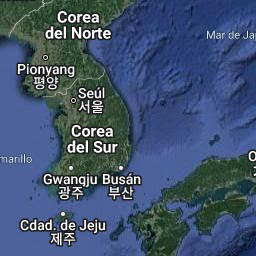 Corea
del Norte
Mar de Jap
Pionyang
평양
Seúl
서울
Corea
del Sur
marillo
Gwangju
광주
Busán
부산
O
Cdad. de Jeju
제주